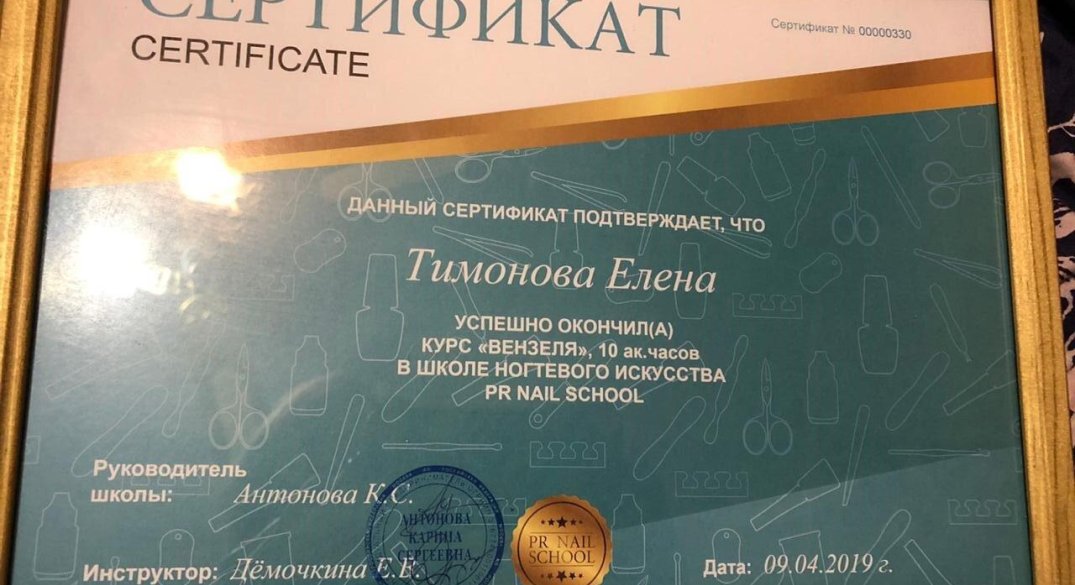 СЕРТИФИКАТ
CERTIFICATE
Сертификат № 00000330
ДАННЫЙ СЕРТИФИКАТ ПОДТВЕРЖДАЕТ, ЧТО
Тимонова Елена
УСПЕШНО ОКОНЧИЛ(А)
КУРС «ВЕНЗЕЛЯ», 10 ак.часов
В ШКОЛЕ НОГТЕВОГО ИСКУССТВА
PR NAIL SCHOOL
Руководитель
школы: Антонова К.С.
АНТОНОВА
КАРИНА
СЕРГЕЕВНА
PR NAIL
SCHOOL
Инструктор: Дёмочкина Е.Е.
Дата: 09.04.2019 г.